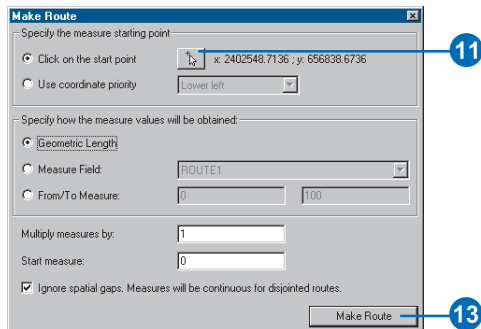 Make Route
Specify the measure starting point
Click on the start point x: 2402548.7136 ; y: 656838.6736 11
Use coordinate priority Lower left
Specify how the measure values will be obtained:
Geometric Length
Measure Field: ROUTE1
From/To Measure: 0 100
Multiply measures by: 1
Start measure: 0
Ignore spatial gaps. Measures will be continuous for disjointed routes.
Make Route 13